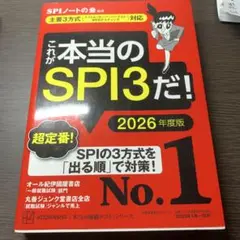 SPIノートの会 編著
主要3方式
対応
これが
本当の
SPI3だ!
2026年度版
超定番!
SPIの3方式を
「出る順」で対策!
オール紀伊國屋書店
丸善ジュンク堂書店全店
No.1